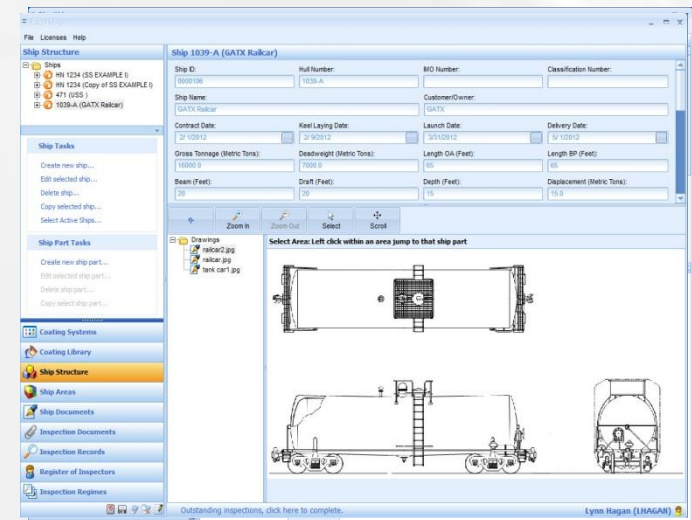 File Licenses Help
Ship Structure
Ships
HN 1234 (SS EXAMPLE I)
HN 1234 (Copy of SS EXAMPLE I)
471 (USS )
1039-A (GATX Railcar)
Ship Tasks
Create new ship...
Edit selected ship...
Delete ship...
Copy selected ship...
Select Active Ships...
Ship Part Tasks
Create new ship part...
Edit selected ship part...
Delete ship part...
Copy select ship part...
Coating Systems
Coating Library
Ship Structure
Ship Areas
Ship Documents
Inspection Documents
Inspection Records
Register of Inspectors
Inspection Regimes
Ship 1039-A (GATX Railcar)
Ship ID: Hull Number: IMO Number: Classification Number:
0000106 1039-A
Ship Name: Customer/Owner:
GATX Railcar GATX
Contract Date: Keel Laying Date: Launch Date: Delivery Date:
2/ 1/2012 2/ 9/2012 3/31/2012 5/ 1/2012
Gross Tonnage (Metric Tons): Deadweight (Metric Tons): Length OA (Feet): Length BP (Feet):
16000.0 7000.0 65 65
Beam (Feet): Draft (Feet): Depth (Feet): Displacement (Metric Tons):
20 20 15 15.0
Zoom In Zoom Out Select Scroll
Drawings
railcar2.jpg
railcar.jpg
tank car1.jpg
Select Area: Left click within an area jump to that ship part
Outstanding inspections, click here to complete.
Lynn Hagan (LHAGAN)